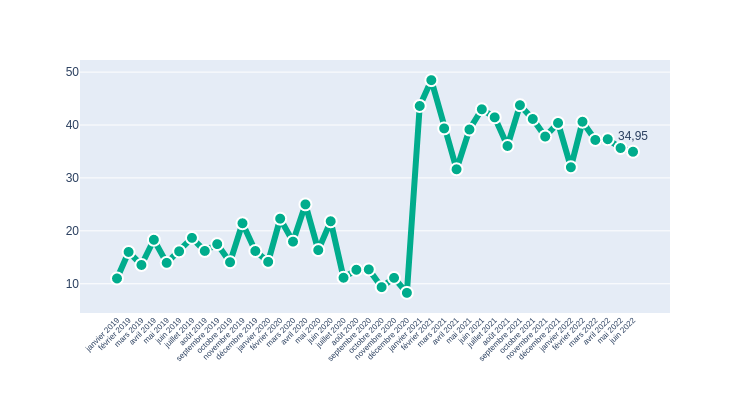 50
40
30
20
10
34,95
janvier 2019
février 2019
mars 2019
avril 2019
mai 2019
juin 2019
juillet 2019
août 2019
septembre 2019
octobre 2019
novembre 2019
décembre 2019
janvier 2020
février 2020
mars 2020
avril 2020
mai 2020
juin 2020
juillet 2020
août 2020
septembre 2020
octobre 2020
novembre 2020
décembre 2020
janvier 2021
février 2021
mars 2021
avril 2021
mai 2021
juin 2021
juillet 2021
août 2021
septembre 2021
octobre 2021
novembre 2021
décembre 2021
janvier 2022
février 2022
mars 2022
avril 2022
mai 2022
juin 2022